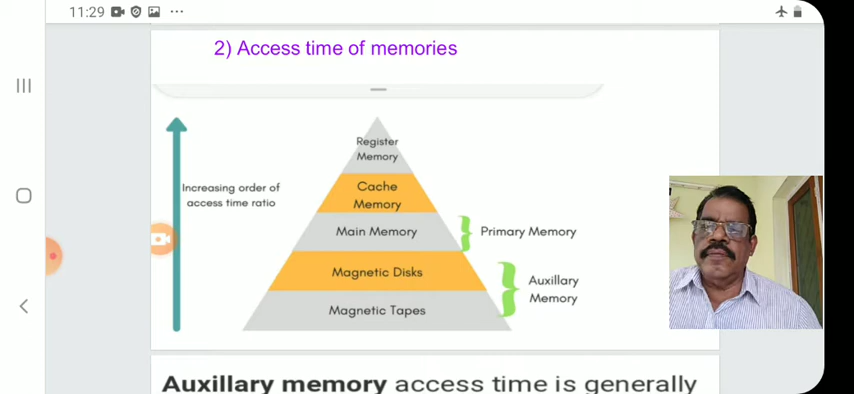 11:29
2) Access time of memories
Register
Memory
Increasing order of
access time ratio
Cache
Memory
Main Memory
Primary Memory
Magnetic Disks
Auxillary
Memory
Magnetic Tapes
Auxillary memory access time is generally